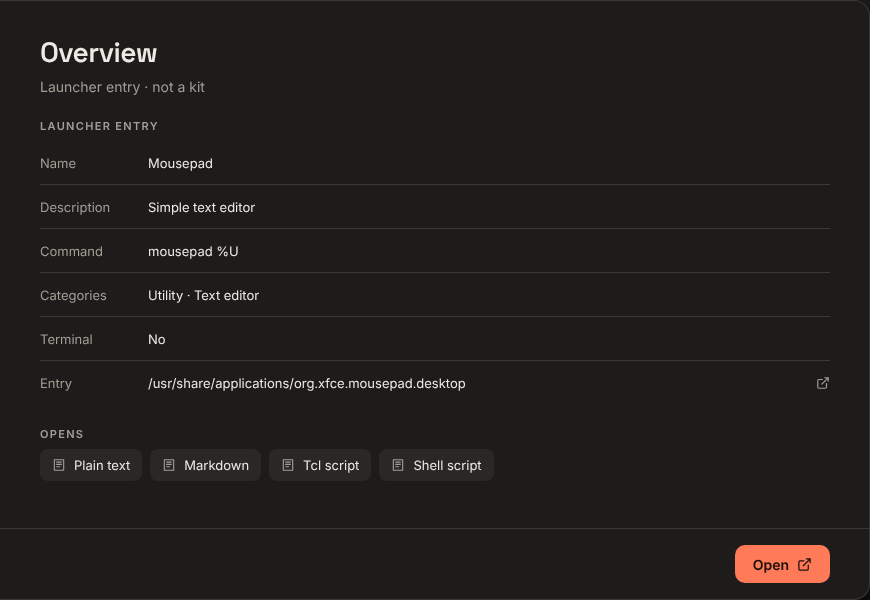 Overview
Launcher entry · not a kit
LAUNCHER ENTRY
Name Mousepad
Description Simple text editor
Command mousepad %U
Categories Utility · Text editor
Terminal No
Entry /usr/share/applications/org.xfce.mousepad.desktop
OPENS
Plain text Markdown Tcl script Shell script
Open